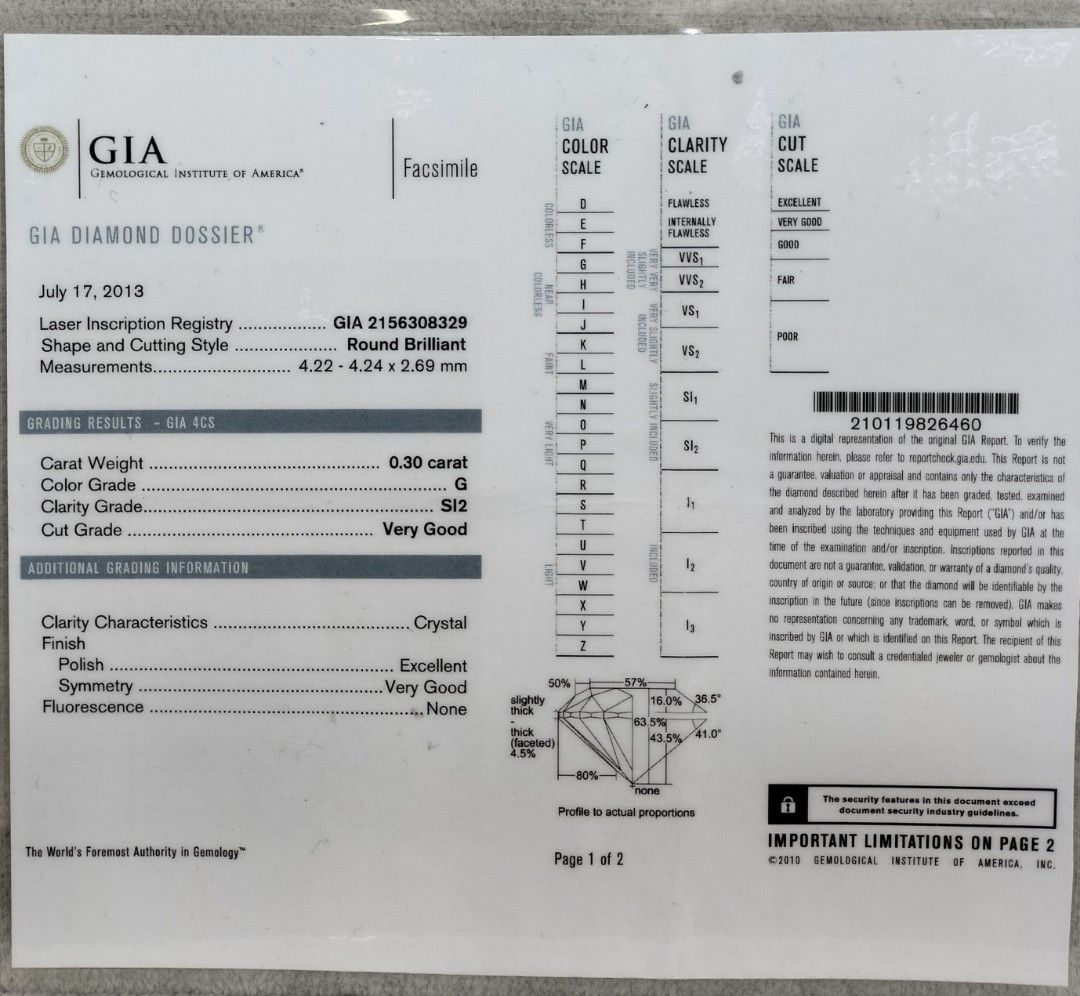 GIA
GEMOLOGICAL INSTITUTE OF AMERICA®
Facsimile
GIA DIAMOND DOSSIER®
July 17, 2013
Laser Inscription Registry ................ GIA 2156308329
Shape and Cutting Style ................... Round Brilliant
Measurements............................ 4.22 - 4.24 x 2.69 mm
GRADING RESULTS - GIA 4CS
Carat Weight ........................................... 0.30 carat
Color Grade ........................................................ G
Clarity Grade..................................................... SI2
Cut Grade ............................................ Very Good
ADDITIONAL GRADING INFORMATION
Clarity Characteristics .................................. Crystal
Finish
Polish .................................................. Excellent
Symmetry ...........................................Very Good
Fluorescence .................................................None
The World's Foremost Authority in Gemology™
GIA
COLOR
SCALE
COLORLESS
NEAR COLORLESS
FAINT
VERY LIGHT
LIGHT
D
E
F
G
H
I
J
K
L
M
N
O
P
Q
R
S
T
U
V
W
X
Y
Z
GIA
CLARITY
SCALE
VERY VERY SLIGHTLY INCLUDED
VERY SLIGHTLY INCLUDED
SLIGHTLY INCLUDED
INCLUDED
FLAWLESS
INTERNALLY
FLAWLESS
VVS1
VVS2
VS1
VS2
SI1
SI2
I1
I2
I3
GIA
CUT
SCALE
EXCELLENT
VERY GOOD
GOOD
FAIR
POOR
50%
57%
slightly
thick
-
thick
(faceted)
4.5%
16.0%
36.5°
63.5%
43.5%
41.0°
80%
none
Profile to actual proportions
Page 1 of 2
210119826460
This is a digital representation of the original GIA Report. To verify the
information herein, please refer to reportcheck.gia.edu. This Report is not
a guarantee, valuation or appraisal and contains only the characteristics of
the diamond described herein after it has been graded, tested, examined
and analyzed by the laboratory providing this Report ("GIA") and/or has
been inscribed using the techniques and equipment used by GIA at the
time of the examination and/or inscription. Inscriptions reported in this
document are not a guarantee, validation, or warranty of a diamond's quality,
country of origin or source; or that the diamond will be identifiable by the
inscription in the future (since inscriptions can be removed). GIA makes
no representation concerning any trademark, word, or symbol which is
inscribed by GIA or which is identified on this Report. The recipient of this
Report may wish to consult a credentialed jeweler or gemologist about the
information contained herein.
The security features in this document exceed
document security industry guidelines.
IMPORTANT LIMITATIONS ON PAGE 2
©2010 GEMOLOGICAL INSTITUTE OF AMERICA, INC.